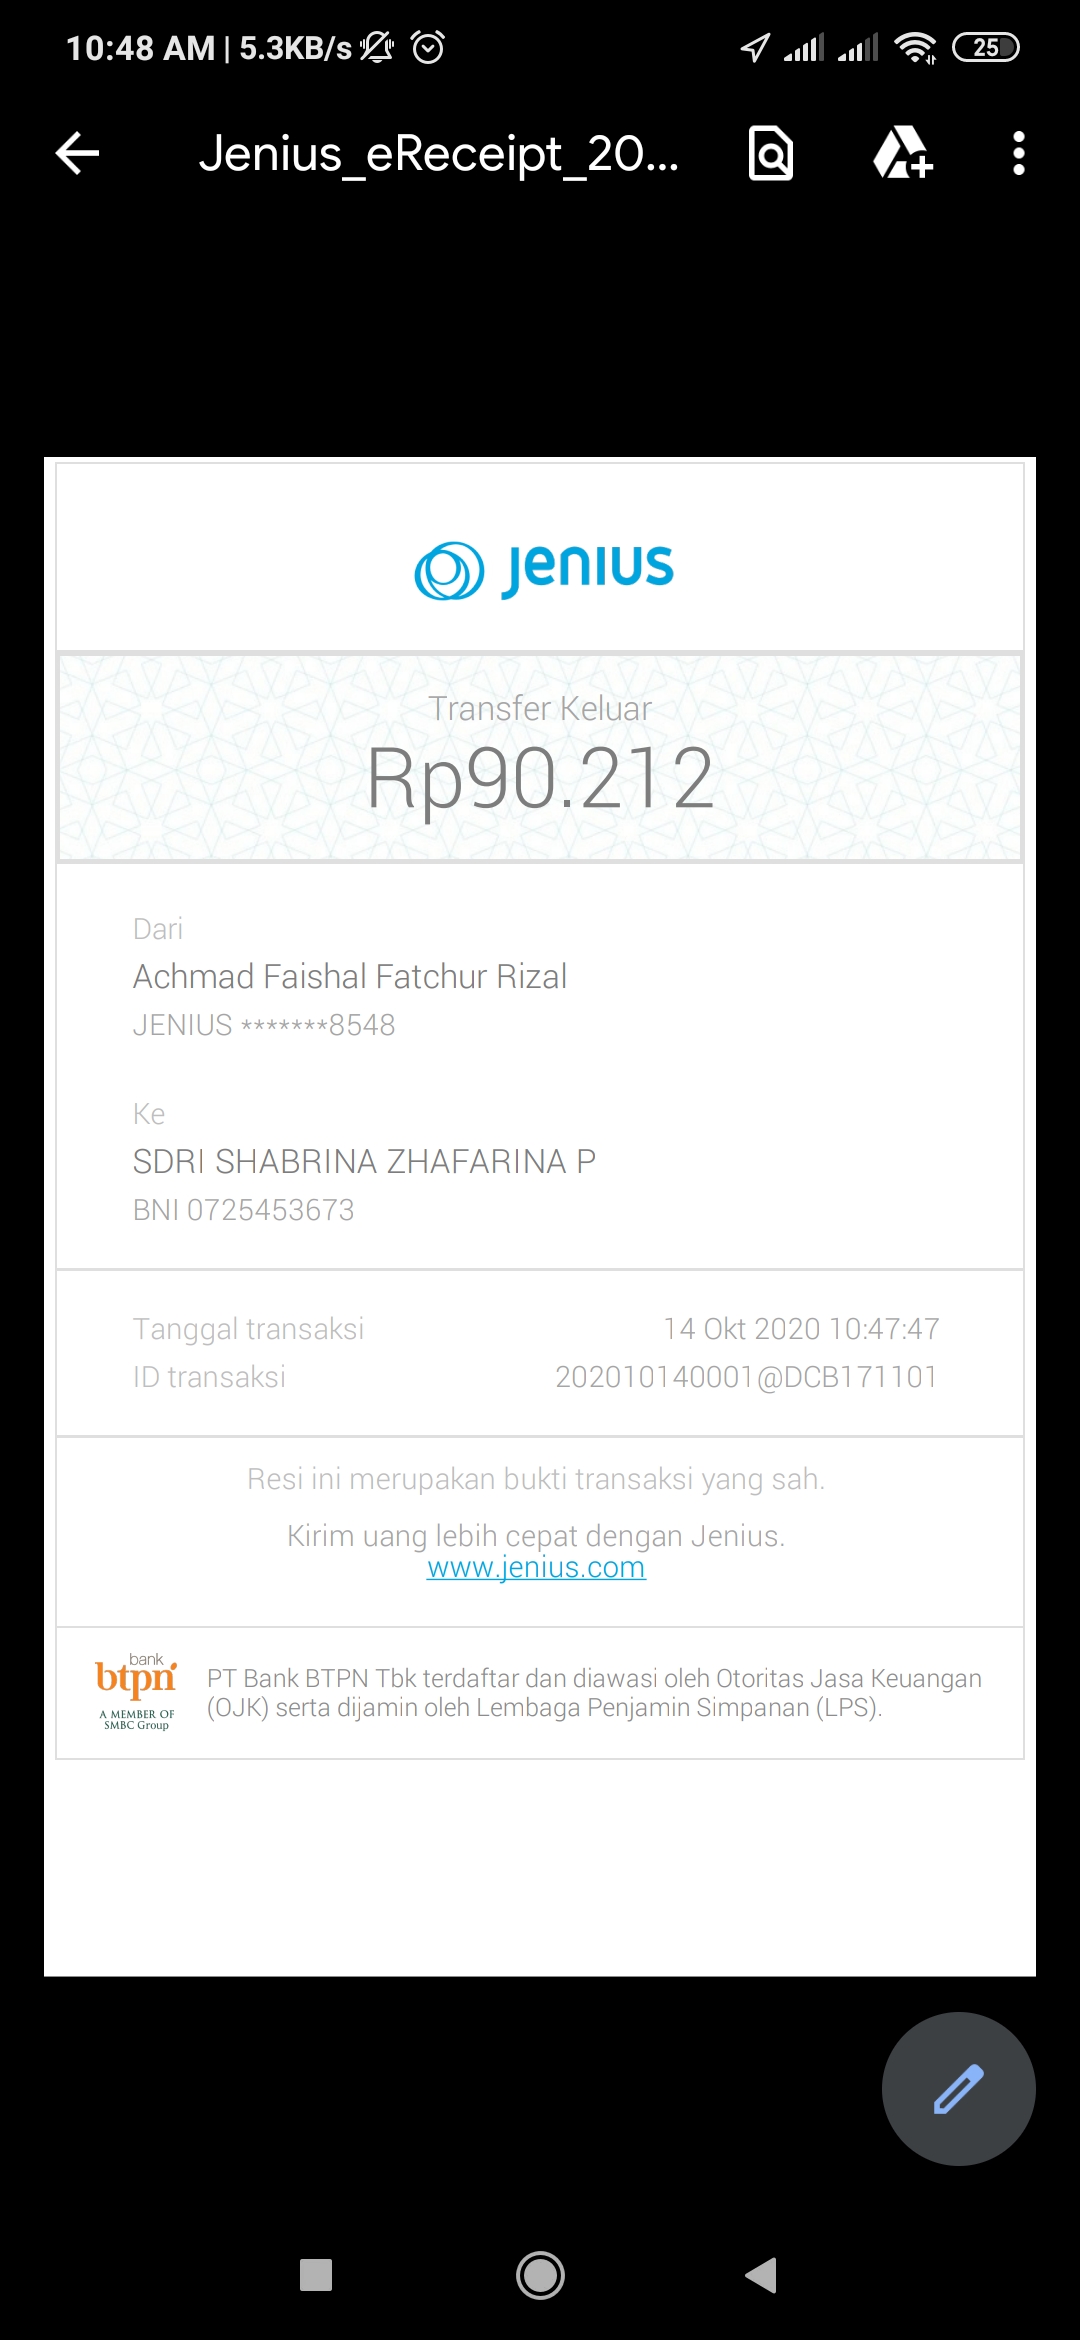 10:48 AM | 5.3KB/s
25
Jenius_eReceipt_20...
jenius
Transfer Keluar
Rp90.212
Dari
Achmad Faishal Fatchur Rizal
JENIUS *******8548
Ke
SDRI SHABRINA ZHAFARINA P
BNI 0725453673
Tanggal transaksi 14 Okt 2020 10:47:47
ID transaksi 202010140001@DCB171101
Resi ini merupakan bukti transaksi yang sah.
Kirim uang lebih cepat dengan Jenius.
www.jenius.com
bank
btpn
A MEMBER OF
SMBC Group
PT Bank BTPN Tbk terdaftar dan diawasi oleh Otoritas Jasa Keuangan
(OJK) serta dijamin oleh Lembaga Penjamin Simpanan (LPS).